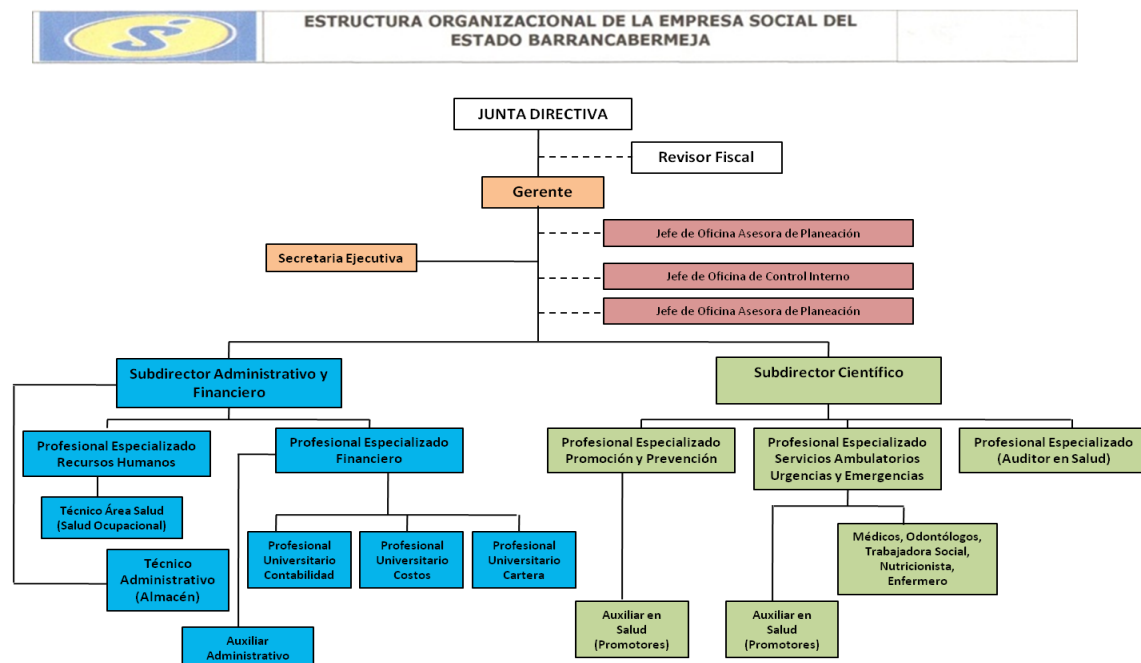 ESTRUCTURA ORGANIZACIONAL DE LA EMPRESA SOCIAL DEL
ESTADO BARRANCABERMEJA
JUNTA DIRECTIVA
Revisor Fiscal
Gerente
Jefe de Oficina Asesora de Planeación
Secretaria Ejecutiva
Jefe de Oficina de Control Interno
Jefe de Oficina Asesora de Planeación
Subdirector Administrativo y
Financiero
Subdirector Científico
Profesional Especializado
Recursos Humanos
Profesional Especializado
Financiero
Profesional Especializado
Promoción y Prevención
Profesional Especializado
Servicios Ambulatorios
Urgencias y Emergencias
Profesional Especializado
(Auditor en Salud)
Técnico Área Salud
(Salud Ocupacional)
Profesional
Universitario
Contabilidad
Profesional
Universitario
Costos
Profesional
Universitario
Cartera
Médicos, Odontólogos,
Trabajadora Social,
Nutricionista,
Enfermero
Técnico
Administrativo
(Almacén)
Auxiliar en
Salud
(Promotores)
Auxiliar en
Salud
(Promotores)
Auxiliar
Administrativo